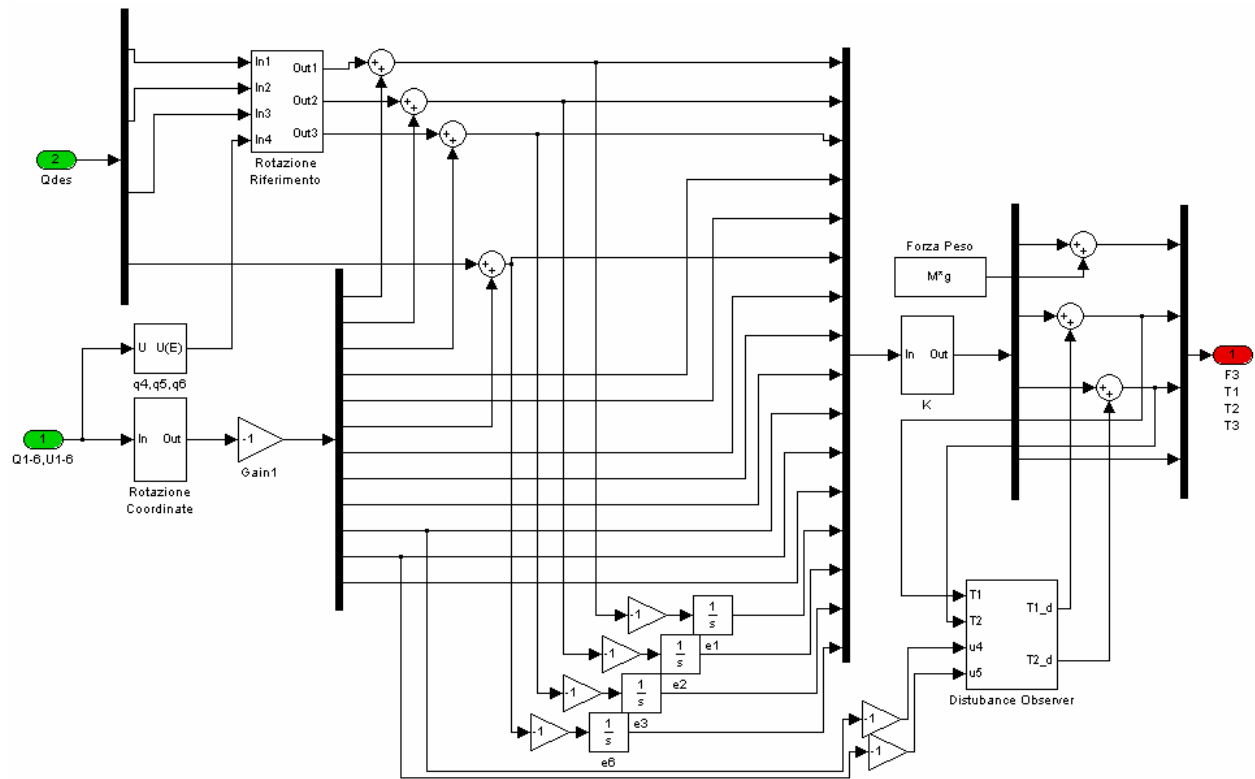 In1
In2
In3
In4
Out1
Out2
Out3
Rotazione
Riferimento
+
+
+
+
+
+
2
Qdes
+
+
Forza Peso
M*g
+
+
+
+
+
+
In Out
K
U U(E)
q4,q5,q6
1
Q1-6,U1-6
In Out
Rotazione
Coordinate
-1
Gain1
1
F3
T1
T2
T3
T1
T2
u4
u5
T1_d
T2_d
Distubance Observer
-1
1
s
e1
-1
1
s
e2
-1
1
s
e3
-1
1
s
e6
-1
-1